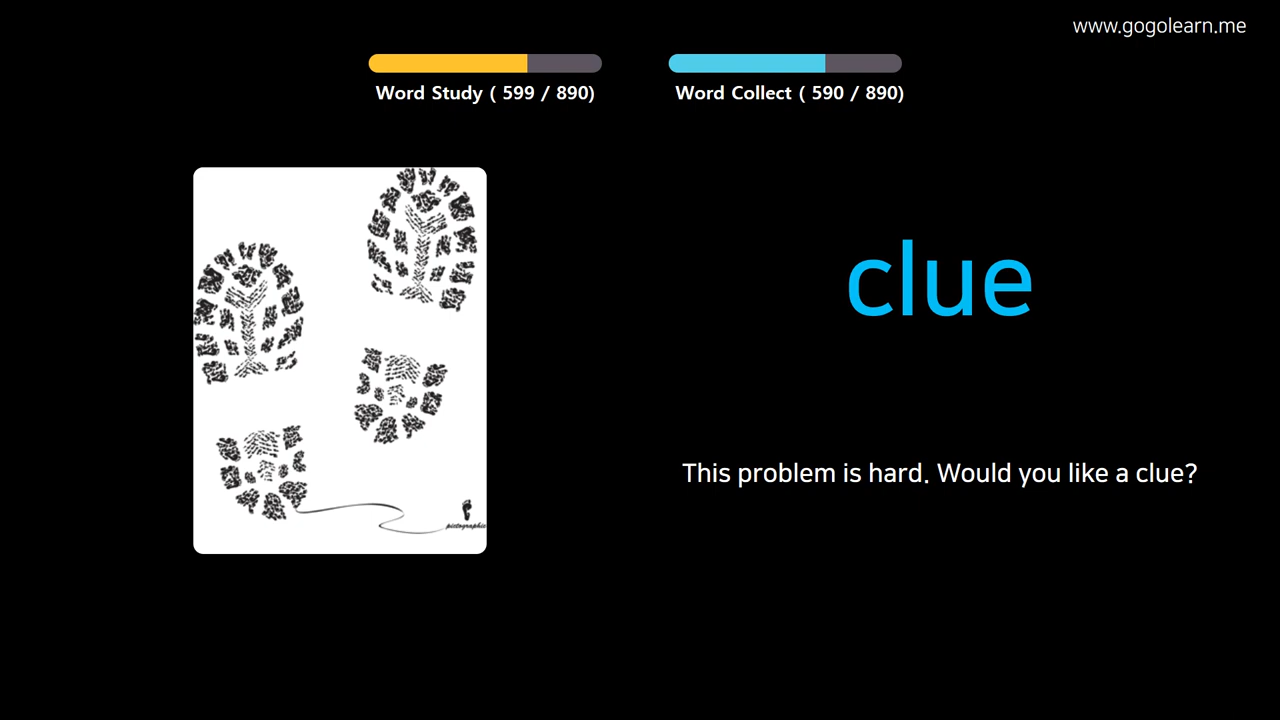 www.gogolearn.me
Word Study ( 599 / 890)
Word Collect ( 590 / 890)
clue
This problem is hard. Would you like a clue?
pictographic